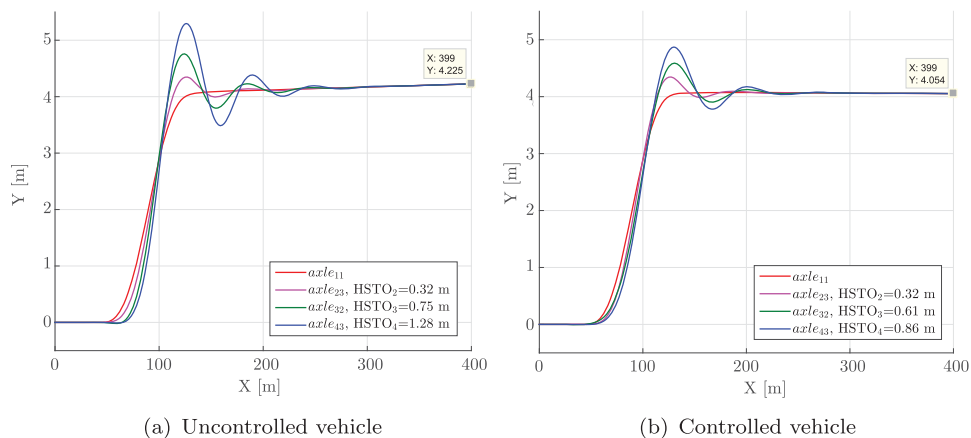 5
4
3
2
1
0
Y [m]
0
100
200
300
400
X [m]
X: 399
Y: 4.225
axle₁₁
axle₂₃, HSTO₂=0.32 m
axle₃₂, HSTO₃=0.75 m
axle₄₃, HSTO₄=1.28 m
(a) Uncontrolled vehicle
5
4
3
2
1
0
Y [m]
0
100
200
300
400
X [m]
X: 399
Y: 4.054
axle₁₁
axle₂₃, HSTO₂=0.32 m
axle₃₂, HSTO₃=0.61 m
axle₄₃, HSTO₄=0.86 m
(b) Controlled vehicle